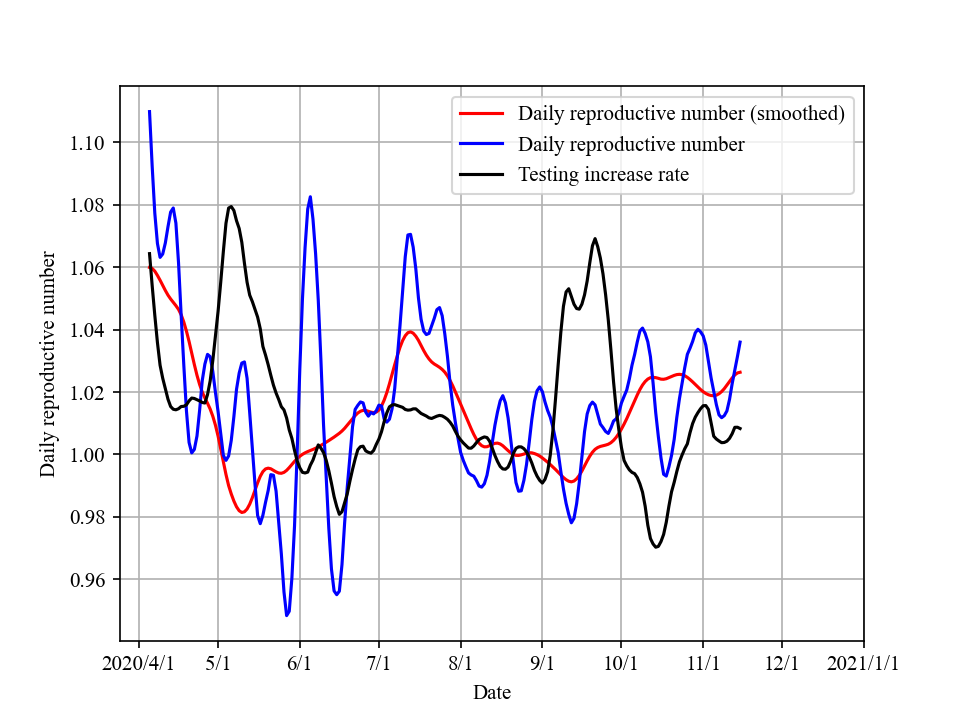 Daily reproductive number (smoothed)
Daily reproductive number
Testing increase rate
1.10
1.08
1.06
1.04
1.02
1.00
0.98
0.96
Daily reproductive number
2020/4/1 5/1 6/1 7/1 8/1 9/1 10/1 11/1 12/1 2021/1/1
Date